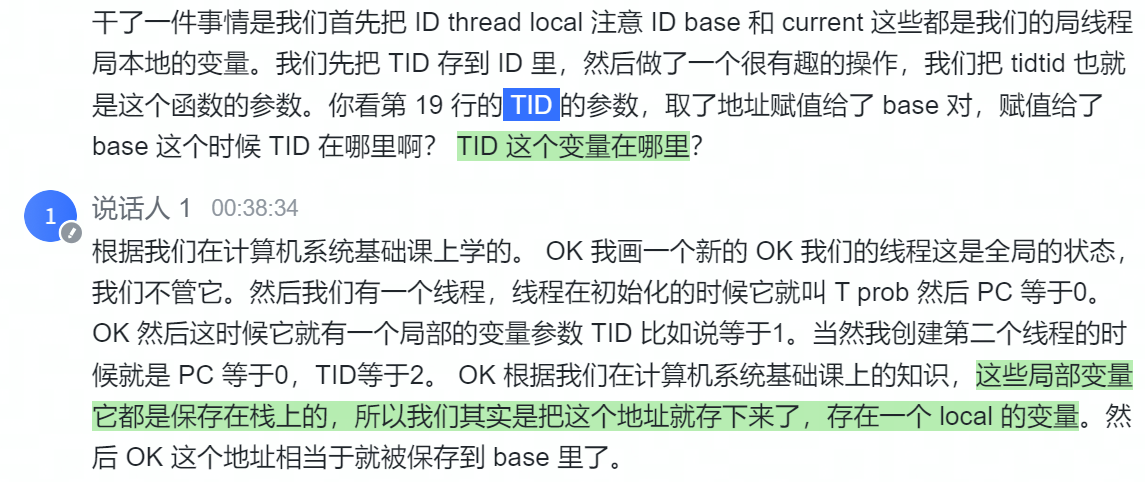 干了一件事情是我们首先把 ID thread local 注意 ID base 和 current 这些都是我们的局线程
局本地的变量。我们先把 TID 存到 ID 里，然后做了一个很有趣的操作，我们把 tidtid 也就
是这个函数的参数。你看第 19 行的 TID 的参数，取了地址赋值给了 base 对，赋值给了
base 这个时候 TID 在哪里啊？ TID 这个变量在哪里？
1 说话人 1 00:38:34
根据我们在计算机系统基础课上学的。 OK 我画一个新的 OK 我们的线程这是全局的状态，
我们不管它。然后我们有一个线程，线程在初始化的时候它就叫 T prob 然后 PC 等于0。
OK 然后这时候它就有一个局部的变量参数 TID 比如说等于1。当然我创建第二个线程的时
候就是 PC 等于0，TID等于2。 OK 根据我们在计算机系统基础课上的知识，这些局部变量
它都是保存在栈上的，所以我们其实是把这个地址就存下来了，存在一个 local 的变量。然
后 OK 这个地址相当于就被保存到 base 里了。